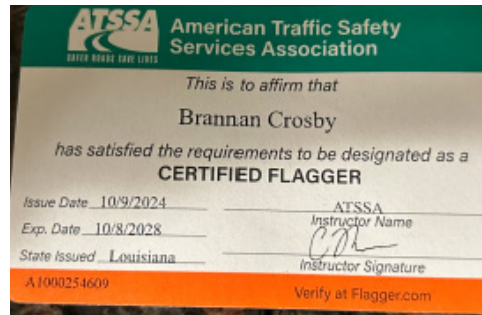 ATSSA
SAFER ROADS SAVE LIVES
American Traffic Safety
Services Association
This is to affirm that
Brannan Crosby
has satisfied the requirements to be designated as a
CERTIFIED FLAGGER
Issue Date 10/9/2024
ATSSA
Instructor Name
Exp. Date 10/8/2028
State Issued Louisiana
Instructor Signature
A1000254609
Verify at Flagger.com